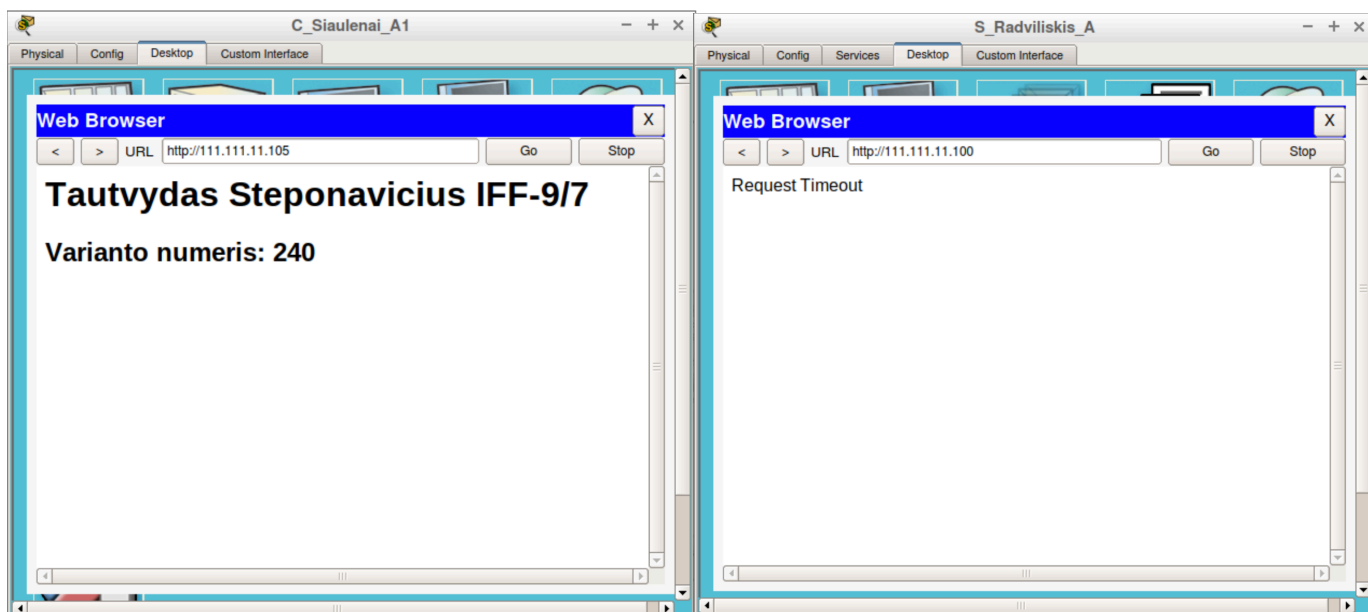 C_Siaulenai_A1
Physical Config Desktop Custom Interface
Web Browser X
< > URL http://111.111.11.105 Go Stop
Tautvydas Steponavicius IFF-9/7
Varianto numeris: 240
S_Radviliskis_A
Physical Config Services Desktop Custom Interface
Web Browser X
< > URL http://111.111.11.100 Go Stop
Request Timeout